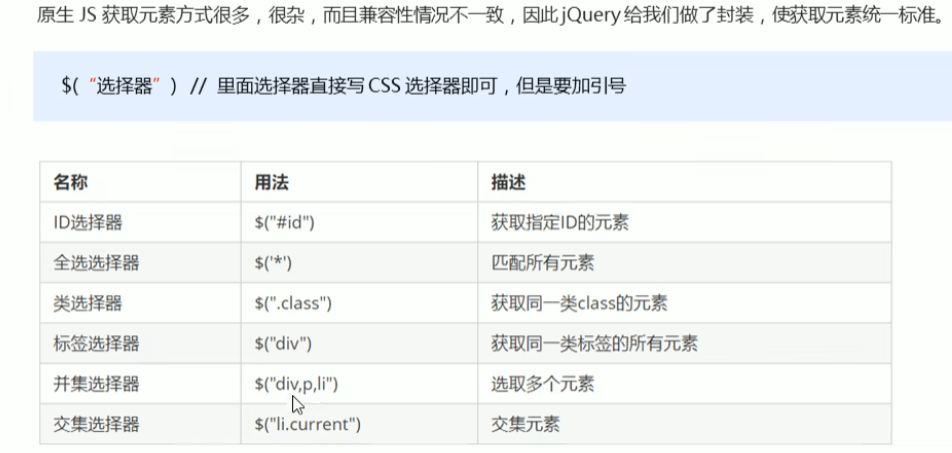 原生 JS 获取元素方式很多，很杂，而且兼容性情况不一致，因此jQuery给我们做了封装，使获取元素统一标准。
$(“选择器”) // 里面选择器直接写 CSS 选择器即可，但是要加引号
名称 用法 描述
ID选择器 $("#id") 获取指定ID的元素
全选选择器 $('*') 匹配所有元素
类选择器 $(".class") 获取同一类class的元素
标签选择器 $("div") 获取同一类标签的所有元素
并集选择器 $("div,p,li") 选取多个元素
交集选择器 $("li.current") 交集元素